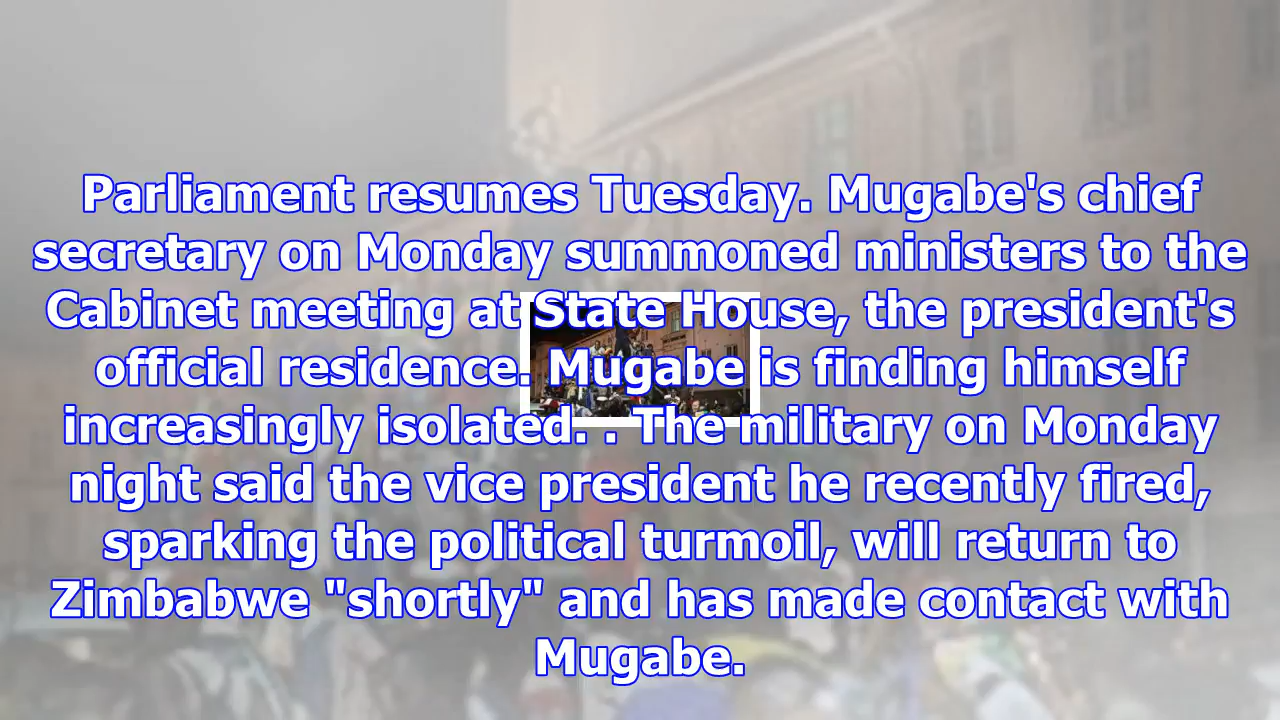 Parliament resumes Tuesday. Mugabe's chief
secretary on Monday summoned ministers to the
Cabinet meeting at State House, the president's
official residence. Mugabe is finding himself
increasingly isolated. . The military on Monday
night said the vice president he recently fired,
sparking the political turmoil, will return to
Zimbabwe "shortly" and has made contact with
Mugabe.